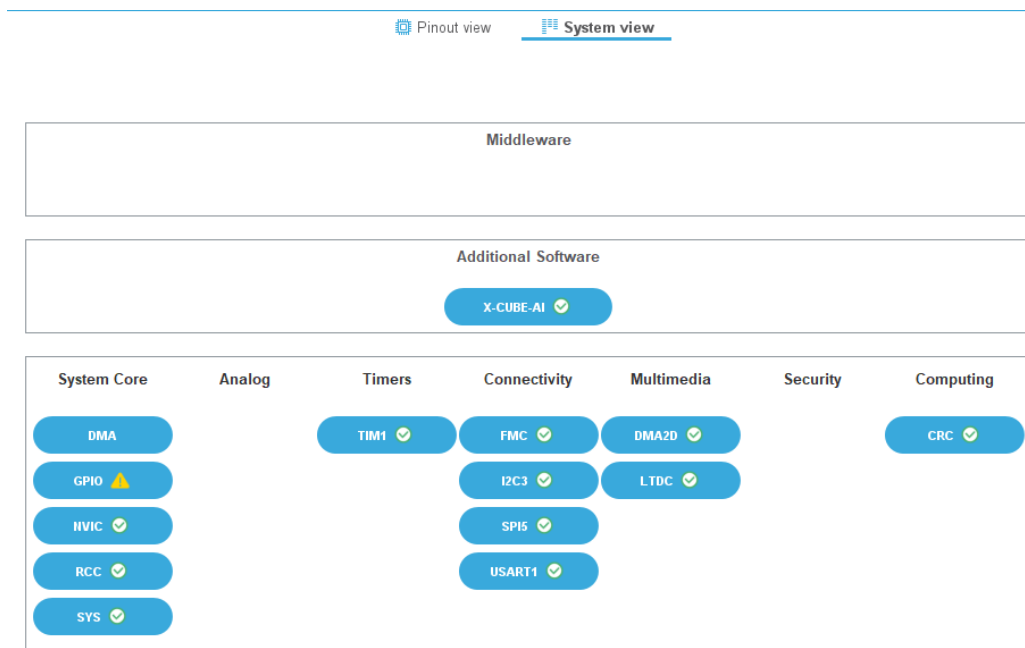 Pinout view System view
Middleware
Additional Software
X-CUBE-AI
System Core Analog Timers Connectivity Multimedia Security Computing
DMA TIM1 FMC DMA2D CRC
GPIO I2C3 LTDC
NVIC SPI5
RCC USART1
SYS